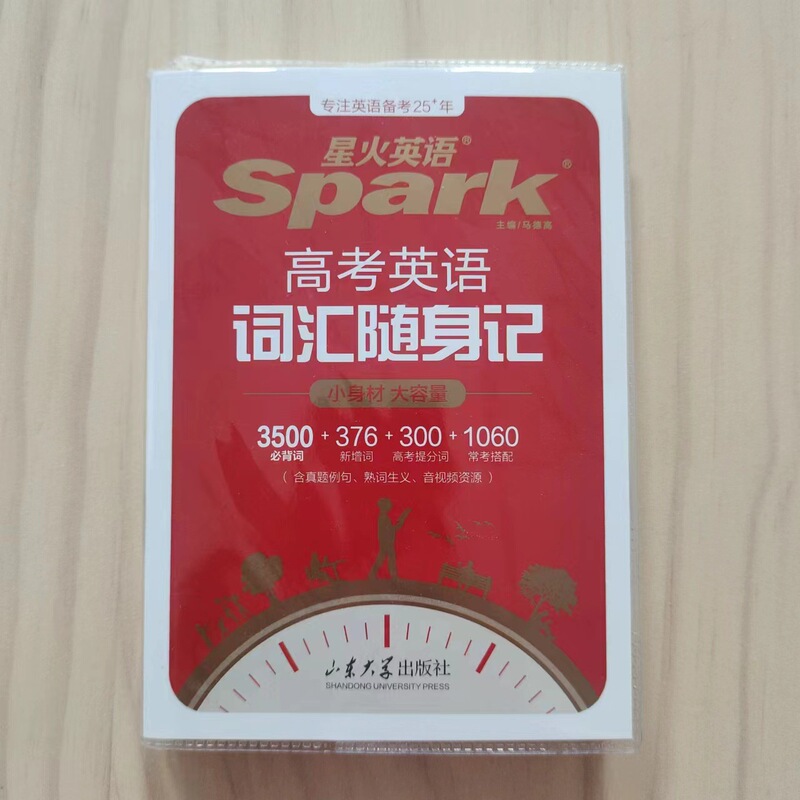 专注英语备考25⁺年
星火英语®
Spark®
主编/马德高
高考英语
词汇随身记
小身材 大容量
3500 + 376 + 300 + 1060
必背词 新增词 高考提分词 常考搭配
（含真题例句、熟词生义、音视频资源）
山东大学出版社
SHANDONG UNIVERSITY PRESS